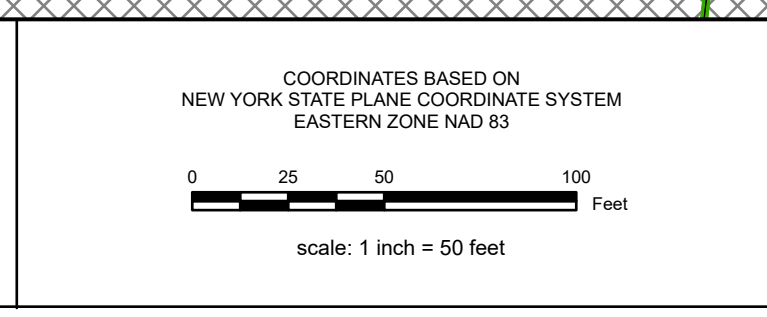 COORDINATES BASED ON
NEW YORK STATE PLANE COORDINATE SYSTEM
EASTERN ZONE NAD 83
0 25 50 100
Feet
scale: 1 inch = 50 feet